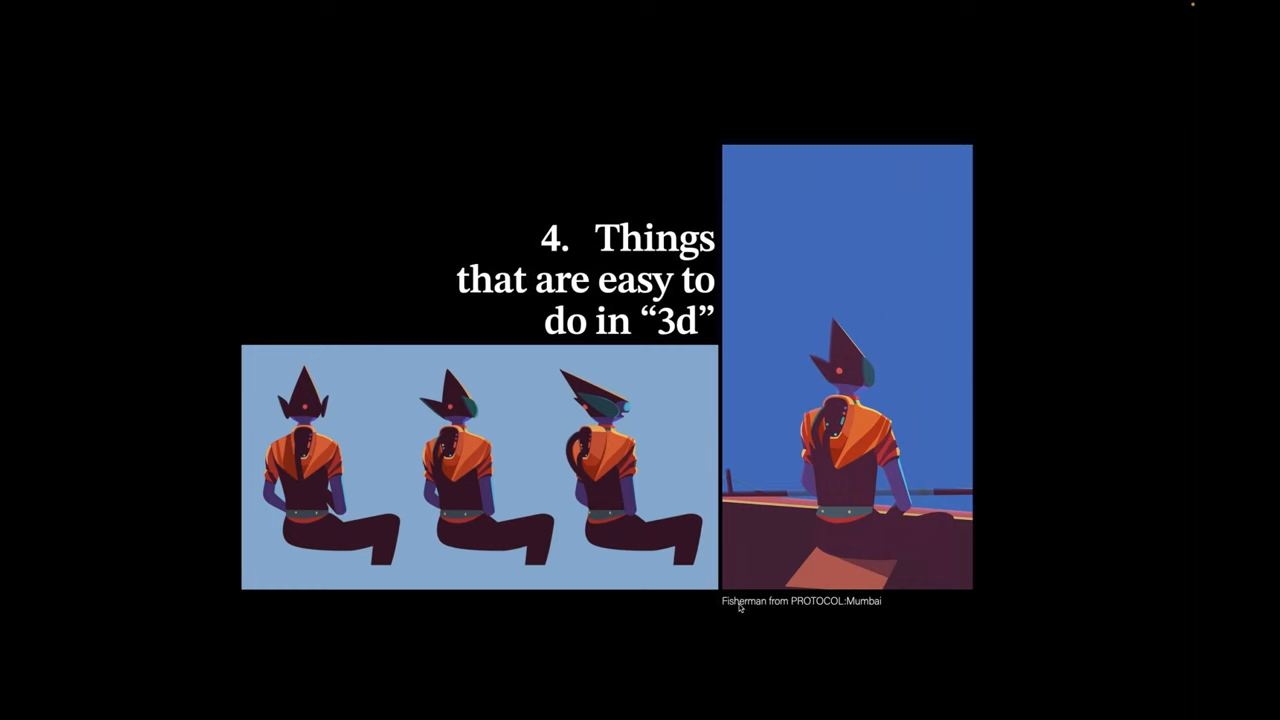 4. Things
that are easy to
do in “3d”
Fisherman from PROTOCOL:Mumbai